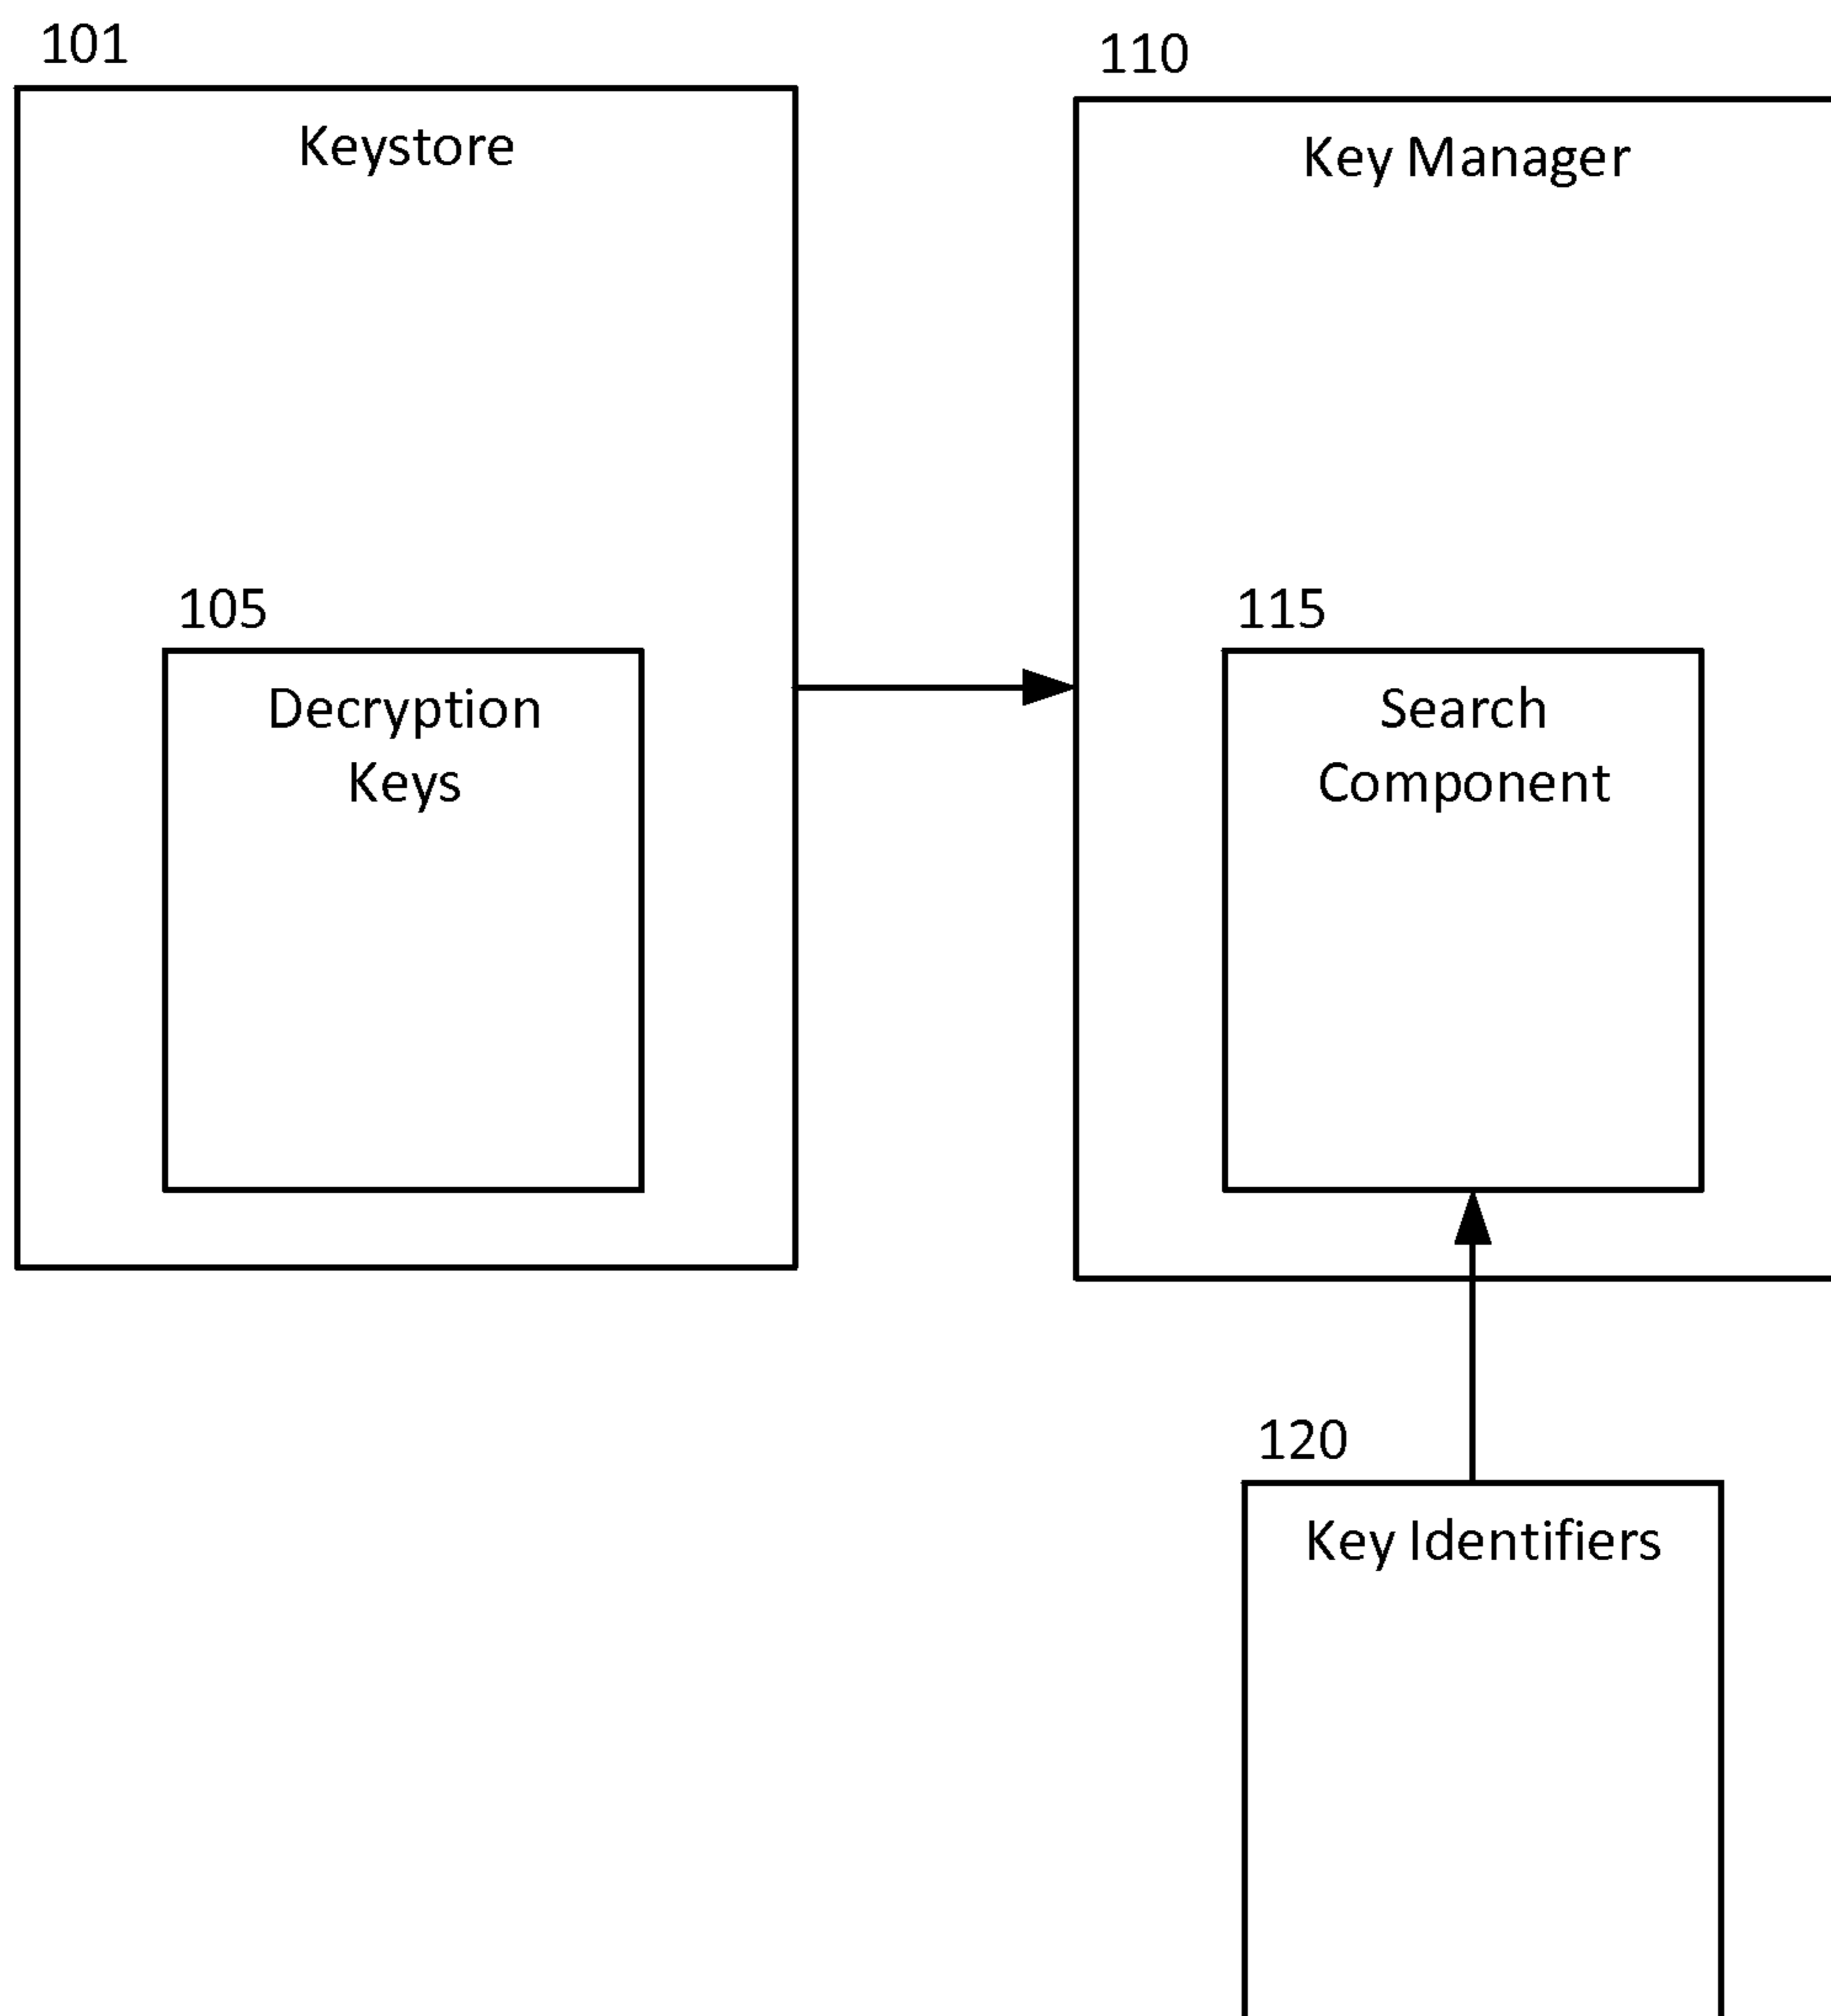 101
Keystore
105
Decryption
Keys
110
Key Manager
115
Search
Component
120
Key Identifiers